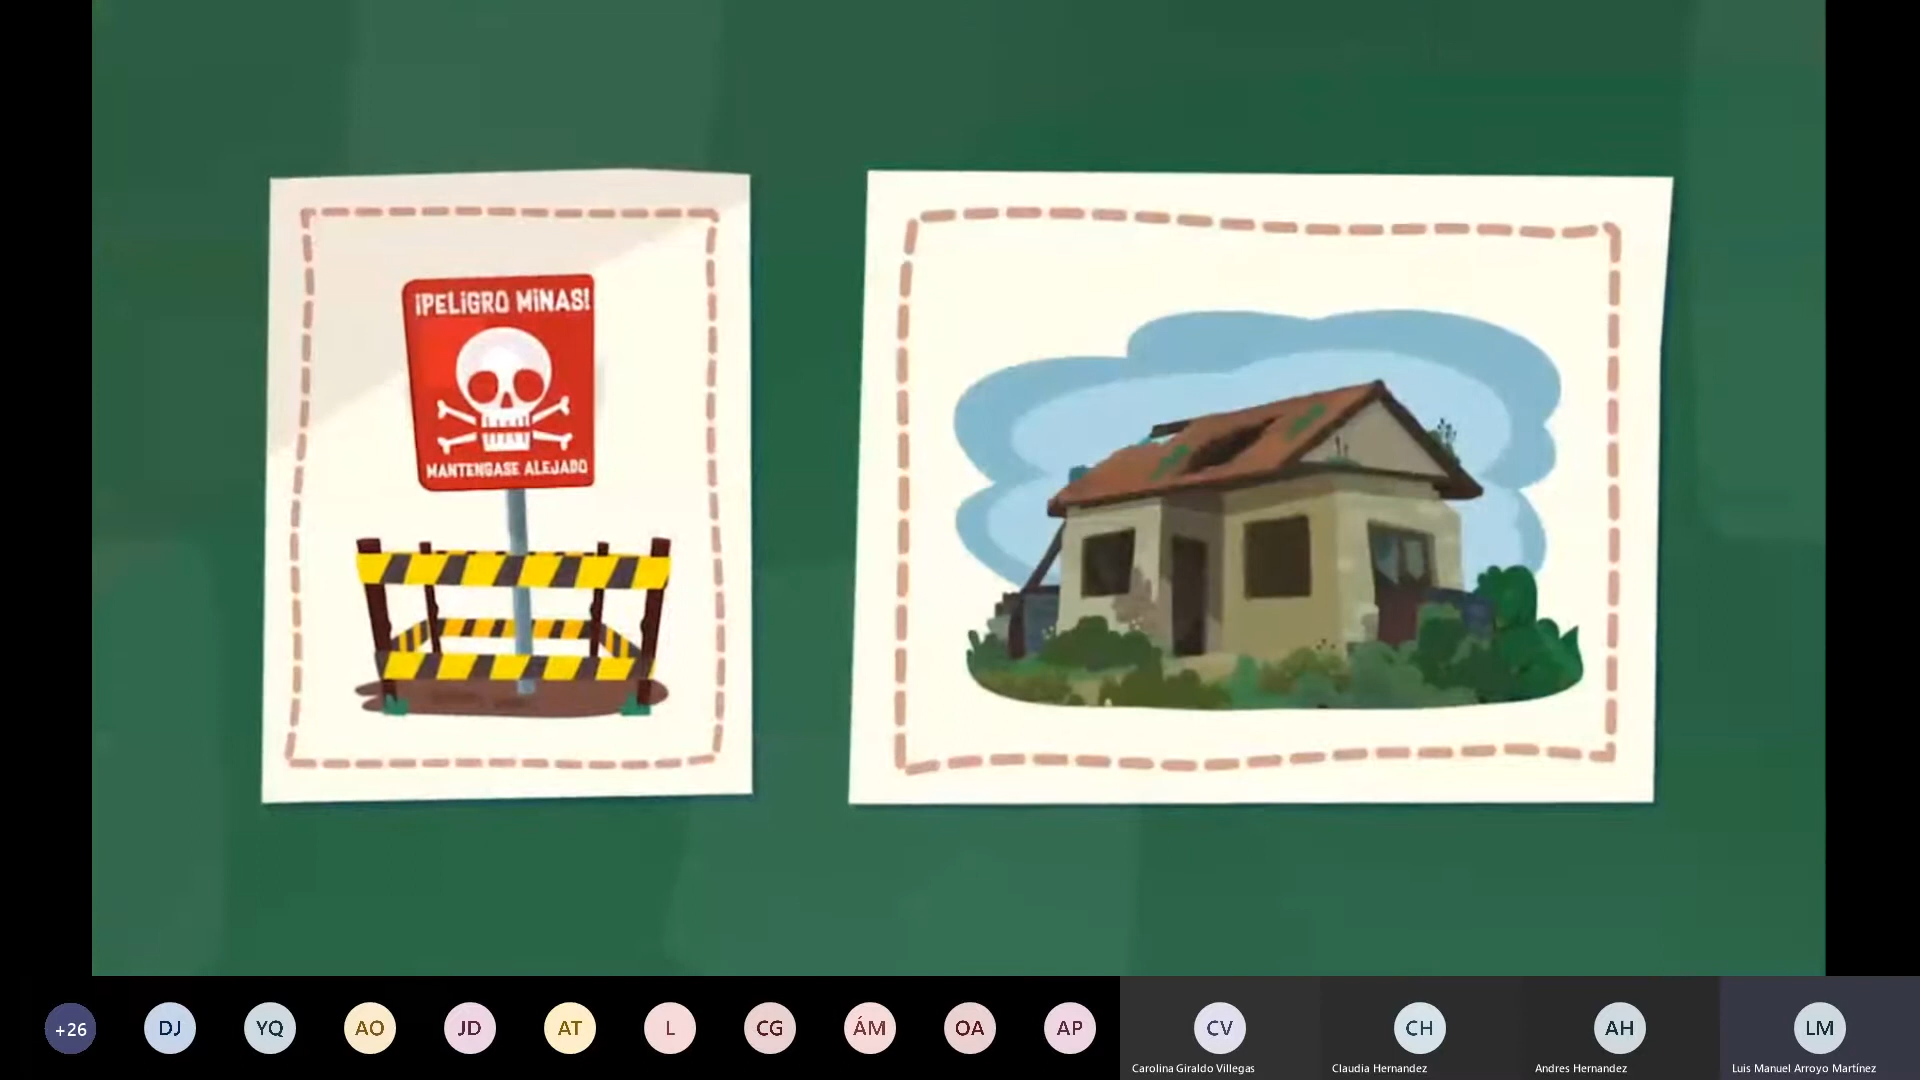 ¡PELIGRO MINAS!
MANTENGASE ALEJADO
+26
DJ
YQ
AO
JD
AT
L
CG
ÁM
OA
AP
CV
CH
AH
LM
Carolina Giraldo Villegas
Claudia Hernandez
Andres Hernandez
Luis Manuel Arroyo Martínez